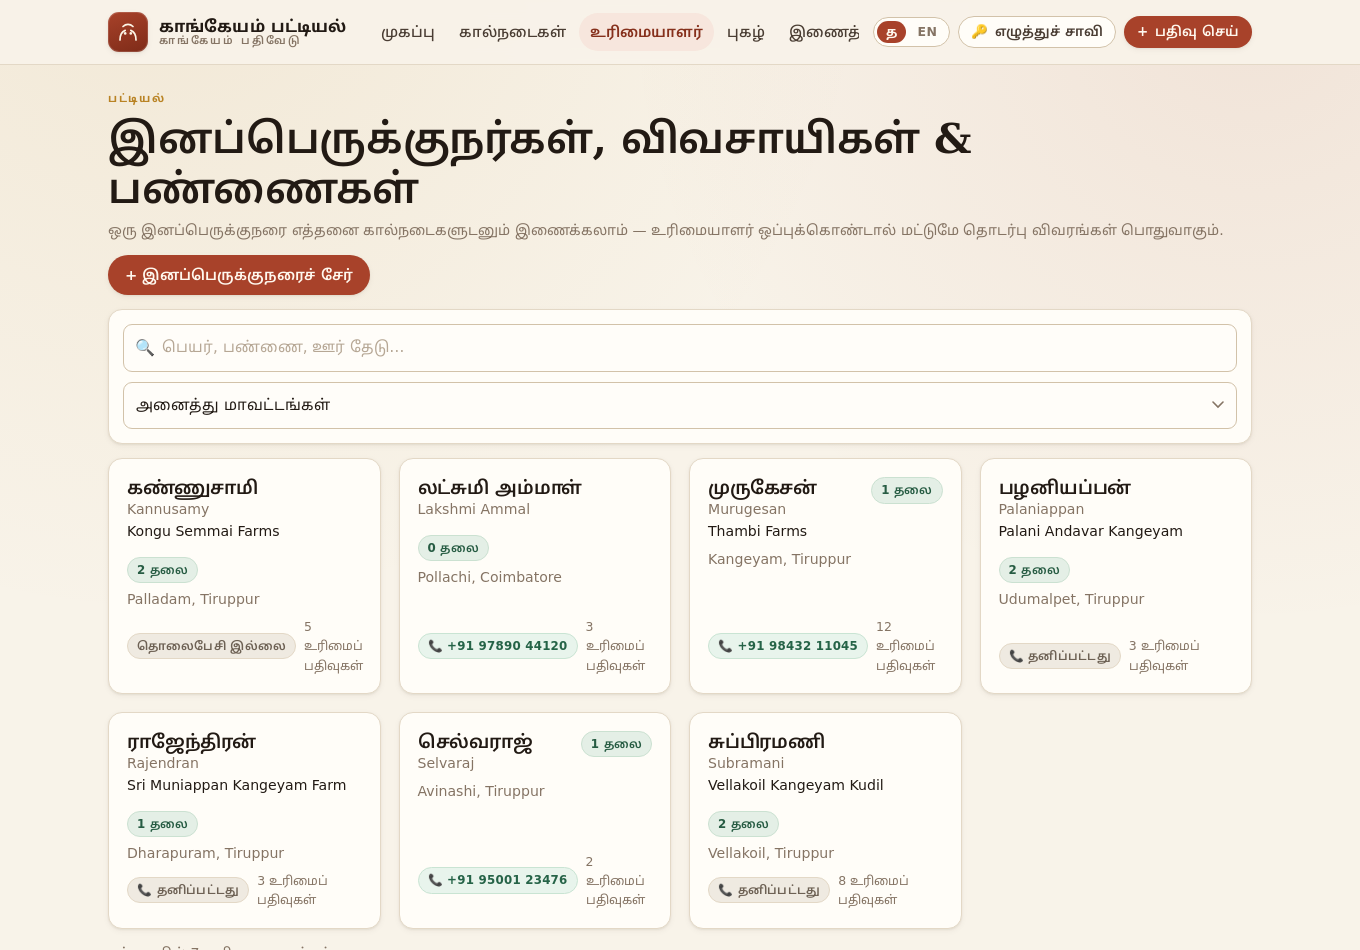 காங்கேயம் பட்டியல்
காங்கேயம் பதிவேடு
முகப்பு
கால்நடைகள்
உரிமையாளர்
புகழ்
இணைத்
த
EN
🔑 எழுத்துச் சாவி
+ பதிவு செய்
பட்டியல்
இனப்பெருக்குநர்கள், விவசாயிகள் &
பண்ணைகள்
ஒரு இனப்பெருக்குநரை எத்தனை கால்நடைகளுடனும் இணைக்கலாம் — உரிமையாளர் ஒப்புக்கொண்டால் மட்டுமே தொடர்பு விவரங்கள் பொதுவாகும்.
+ இனப்பெருக்குநரைச் சேர்
🔍 பெயர், பண்ணை, ஊர் தேடு...
அனைத்து மாவட்டங்கள்
கண்ணுசாமி
Kannusamy
Kongu Semmai Farms
2 தலை
Palladam, Tiruppur
தொலைபேசி இல்லை
5
உரிமைப்
பதிவுகள்
லட்சுமி அம்மாள்
Lakshmi Ammal
0 தலை
Pollachi, Coimbatore
📞 +91 97890 44120
3
உரிமைப்
பதிவுகள்
முருகேசன்
1 தலை
Murugesan
Thambi Farms
Kangeyam, Tiruppur
📞 +91 98432 11045
12
உரிமைப்
பதிவுகள்
பழனியப்பன்
Palaniappan
Palani Andavar Kangeyam
2 தலை
Udumalpet, Tiruppur
📞 தனிப்பட்டது
3 உரிமைப்
பதிவுகள்
ராஜேந்திரன்
Rajendran
Sri Muniappan Kangeyam Farm
1 தலை
Dharapuram, Tiruppur
📞 தனிப்பட்டது
3 உரிமைப்
பதிவுகள்
செல்வராஜ்
1 தலை
Selvaraj
Avinashi, Tiruppur
📞 +91 95001 23476
2
உரிமைப்
பதிவுகள்
சுப்பிரமணி
Subramani
Vellakoil Kangeyam Kudil
2 தலை
Vellakoil, Tiruppur
📞 தனிப்பட்டது
8 உரிமைப்
பதிவுகள்